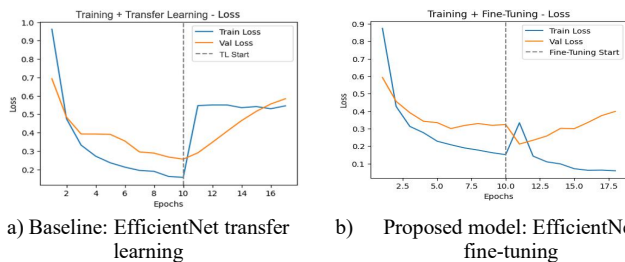 Training + Transfer Learning - Loss
1.0
0.9
0.8
0.7
0.6
0.5
0.4
0.3
0.2
Loss
Train Loss
Val Loss
TL Start
2 4 6 8 10 12 14 16
Epochs
a) Baseline: EfficientNet transfer
learning
Training + Fine-Tuning - Loss
0.9
0.8
0.7
0.6
0.5
0.4
0.3
0.2
0.1
Loss
Train Loss
Val Loss
Fine-Tuning Start
2.5 5.0 7.5 10.0 12.5 15.0 17.5
Epochs
b) Proposed model: EfficientNe
fine-tuning